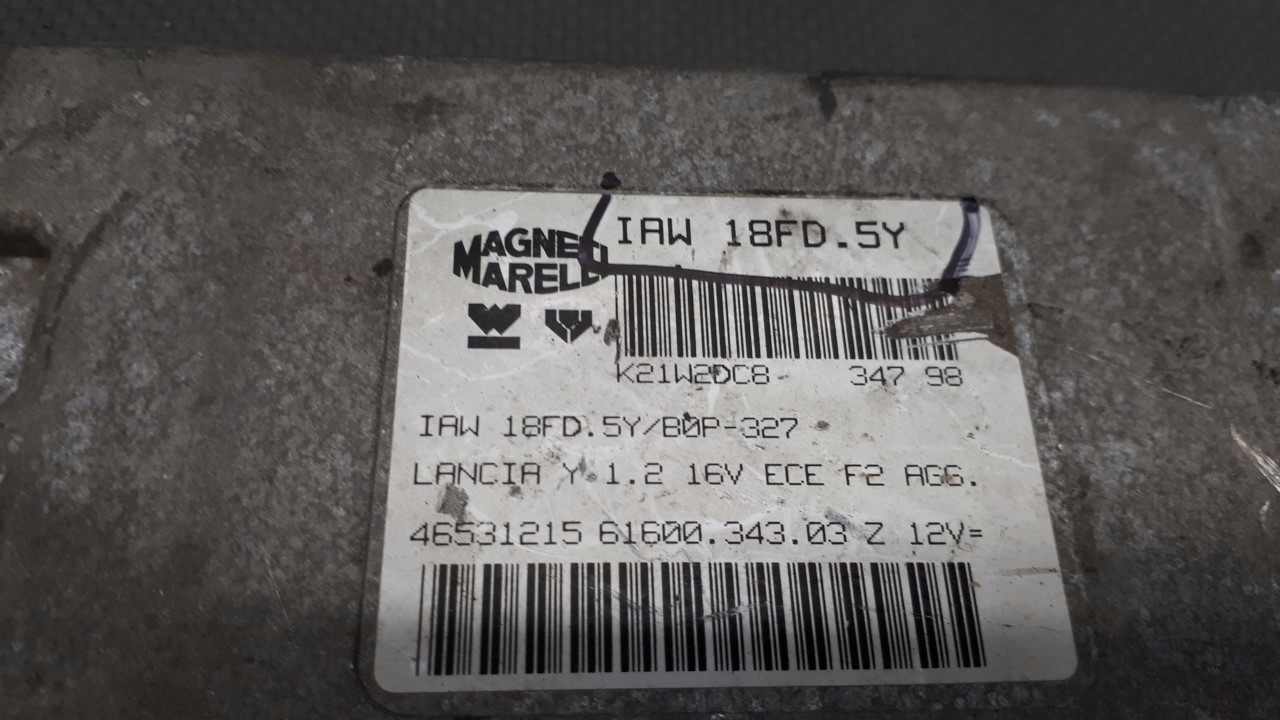 MAGNETI IAW 18FD.5Y
MARELLI
K21W2DC8 347 98
IAW 18FD.5Y/B0P-327
LANCIA Y 1.2 16V ECE F2 AGG.
46531215 61600.343.03 Z 12V=